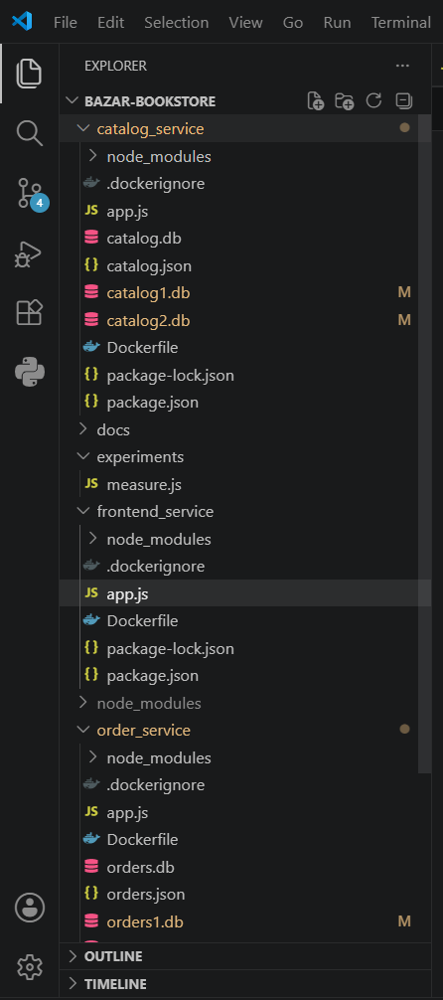 File Edit Selection View Go Run Terminal
EXPLORER
BAZAR-BOOKSTORE
catalog_service
node_modules
.dockerignore
JS app.js
catalog.db
{} catalog.json
catalog1.db M
catalog2.db M
Dockerfile
{} package-lock.json
{} package.json
docs
experiments
JS measure.js
frontend_service
node_modules
.dockerignore
JS app.js
Dockerfile
{} package-lock.json
{} package.json
node_modules
order_service
node_modules
.dockerignore
JS app.js
Dockerfile
orders.db
{} orders.json
orders1.db M
OUTLINE
TIMELINE
4